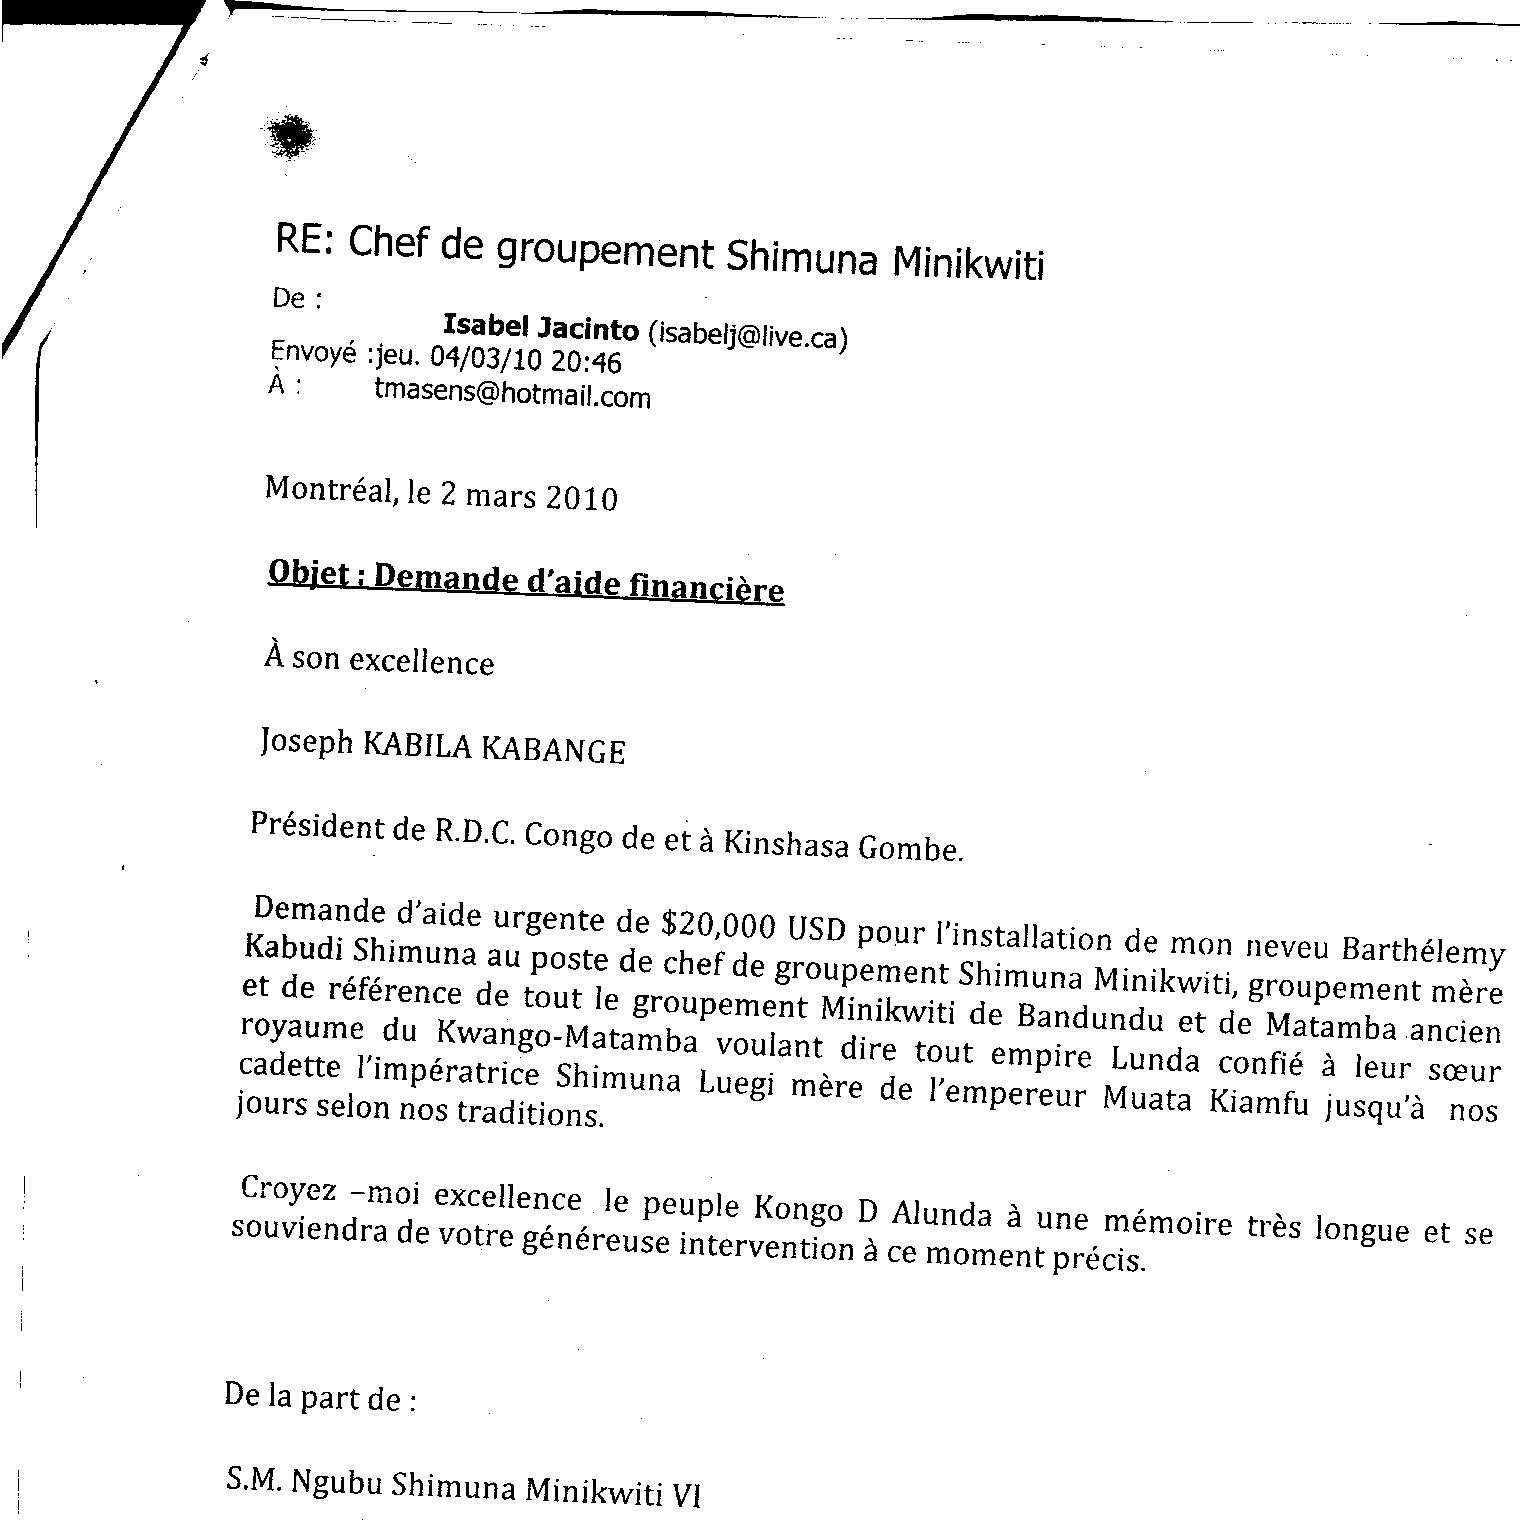 RE: Chef de groupement Shimuna Minikwiti
De :
Isabel Jacinto (isabelj@live.ca)
Envoyé :jeu. 04/03/10 20:46
À : tmasens@hotmail.com
Montréal, le 2 mars 2010
Objet : Demande d'aide financière
À son excellence
Joseph KABILA KABANGE
Président de R.D.C. Congo de et à Kinshasa Gombe.
Demande d'aide urgente de $20,000 USD pour l'installation de mon neveu Barthélemy
Kabudi Shimuna au poste de chef de groupement Shimuna Minikwiti, groupement mère
et de référence de tout le groupement Minikwiti de Bandundu et de Matamba ancien
royaume du Kwango-Matamba voulant dire tout empire Lunda confié à leur sœur
cadette l'impératrice Shimuna Luegi mère de l'empereur Muata Kiamfu jusqu'à nos
jours selon nos traditions.
Croyez –moi excellence le peuple Kongo D Alunda à une mémoire très longue et se
souviendra de votre généreuse intervention à ce moment précis.
De la part de :
S.M. Ngubu Shimuna Minikwiti VI